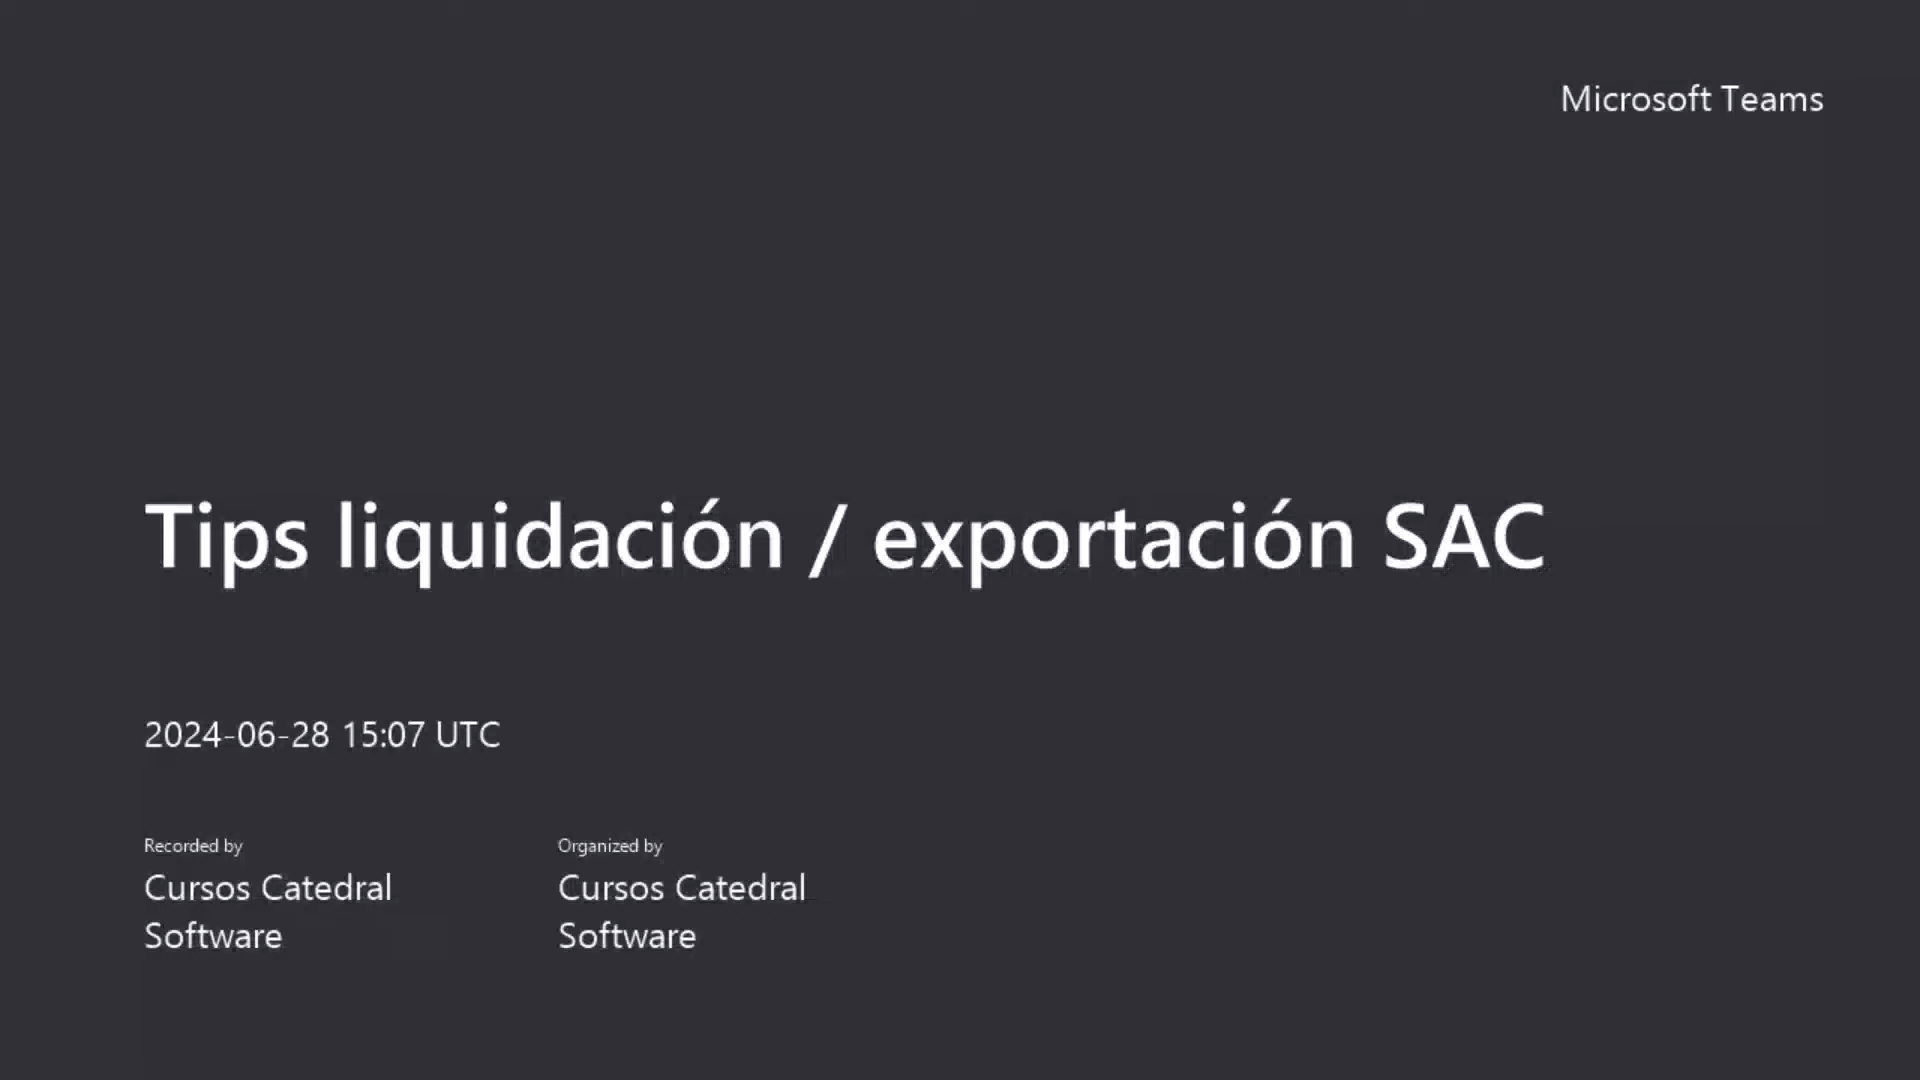 Microsoft Teams
Tips liquidación / exportación SAC
2024-06-28 15:07 UTC
Recorded by
Cursos Catedral
Software
Organized by
Cursos Catedral
Software